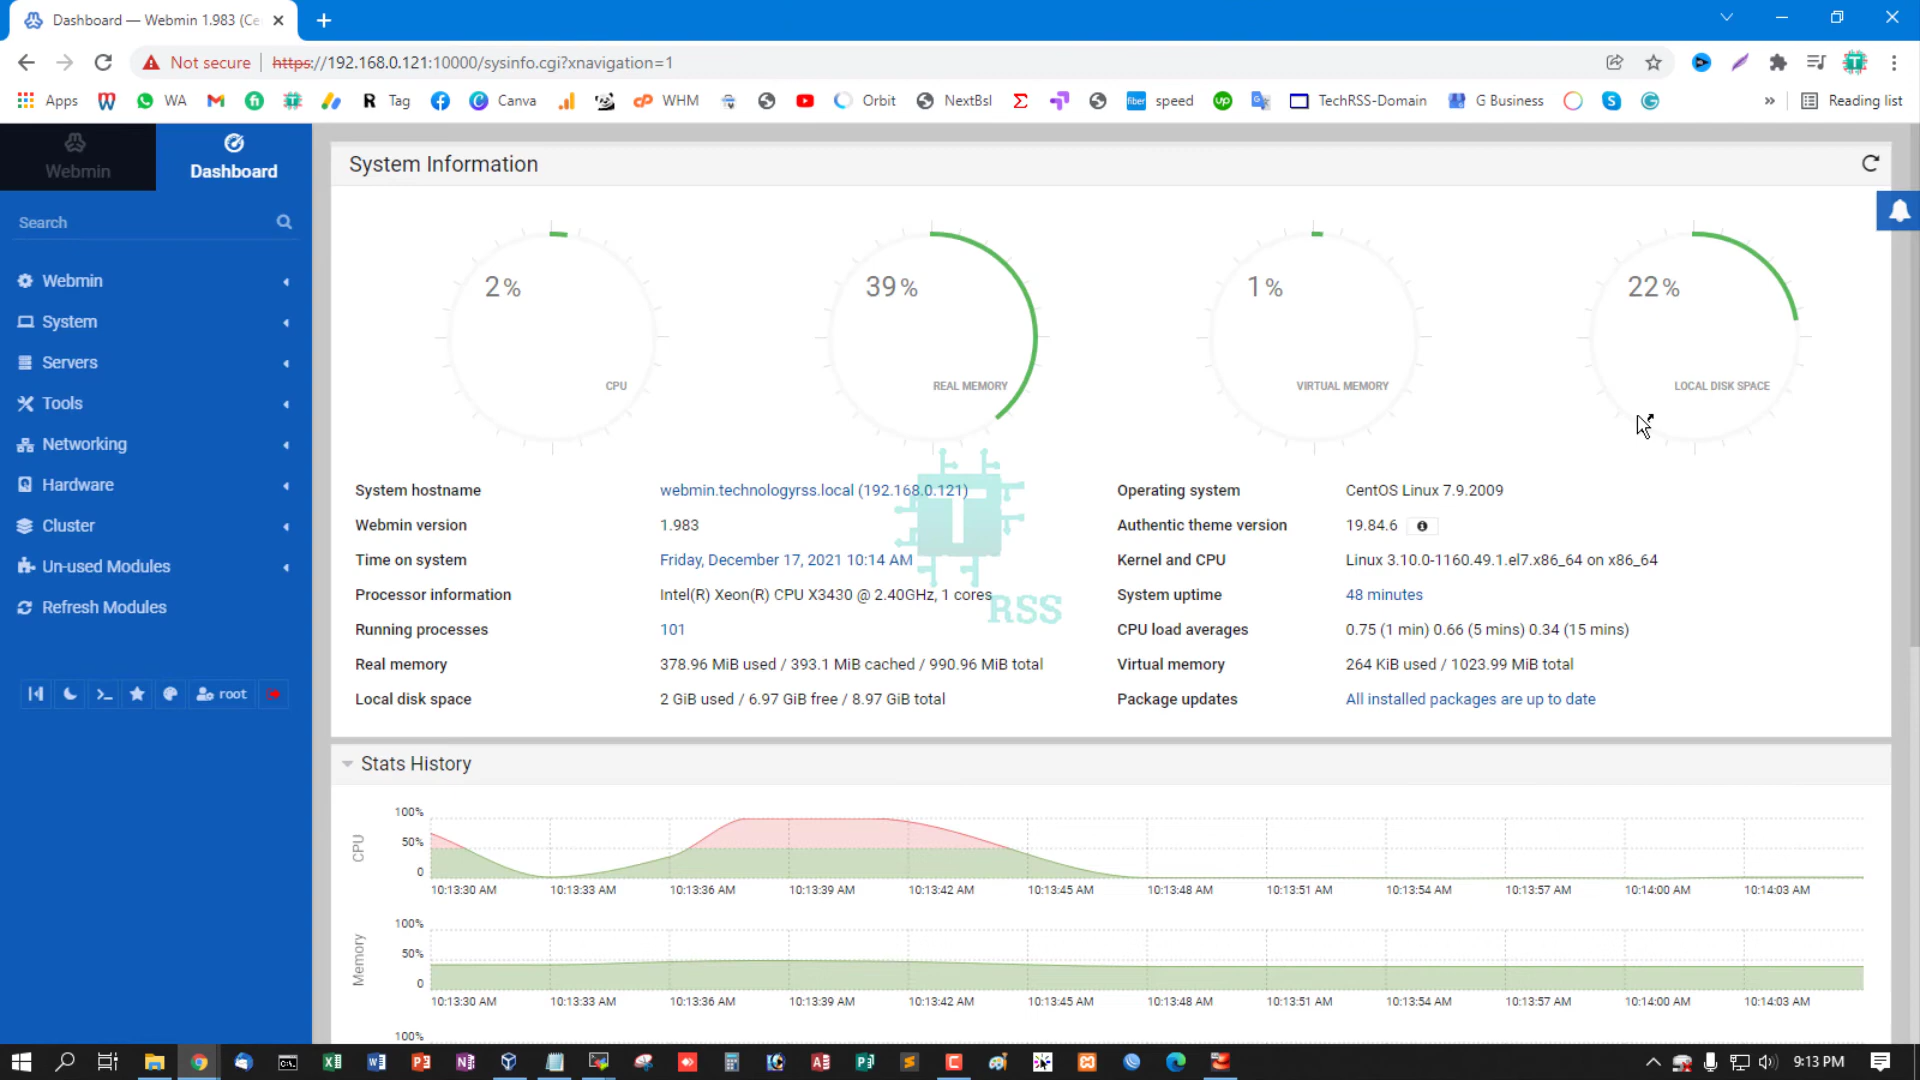 Dashboard — Webmin 1.983 (Ce
Not secure
https://192.168.0.121:10000/sysinfo.cgi?xnavigation=1
Apps
WA
R Tag
Canva
cP WHM
Orbit
NextBsl
fiber speed
up
TechRSS-Domain
G Business
»
Reading list
Webmin
Dashboard
Search
Webmin
System
Servers
Tools
Networking
Hardware
Cluster
Un-used Modules
Refresh Modules
root
System Information
2%
CPU
39%
REAL MEMORY
1%
VIRTUAL MEMORY
22%
LOCAL DISK SPACE
System hostname webmin.technologyrss.local (192.168.0.121) Operating system CentOS Linux 7.9.2009
Webmin version 1.983 Authentic theme version 19.84.6
Time on system Friday, December 17, 2021 10:14 AM Kernel and CPU Linux 3.10.0-1160.49.1.el7.x86_64 on x86_64
Processor information Intel(R) Xeon(R) CPU X3430 @ 2.40GHz, 1 cores System uptime 48 minutes
T
RSS
Running processes 101 CPU load averages 0.75 (1 min) 0.66 (5 mins) 0.34 (15 mins)
Real memory 378.96 MiB used / 393.1 MiB cached / 990.96 MiB total Virtual memory 264 KiB used / 1023.99 MiB total
Local disk space 2 GiB used / 6.97 GiB free / 8.97 GiB total Package updates All installed packages are up to date
Stats History
CPU
100%
50%
0
10:13:30 AM 10:13:33 AM 10:13:36 AM 10:13:39 AM 10:13:42 AM 10:13:45 AM 10:13:48 AM 10:13:51 AM 10:13:54 AM 10:13:57 AM 10:14:00 AM 10:14:03 AM
Memory
100%
50%
0
10:13:30 AM 10:13:33 AM 10:13:36 AM 10:13:39 AM 10:13:42 AM 10:13:45 AM 10:13:48 AM 10:13:51 AM 10:13:54 AM 10:13:57 AM 10:14:00 AM 10:14:03 AM
100%
9:13 PM